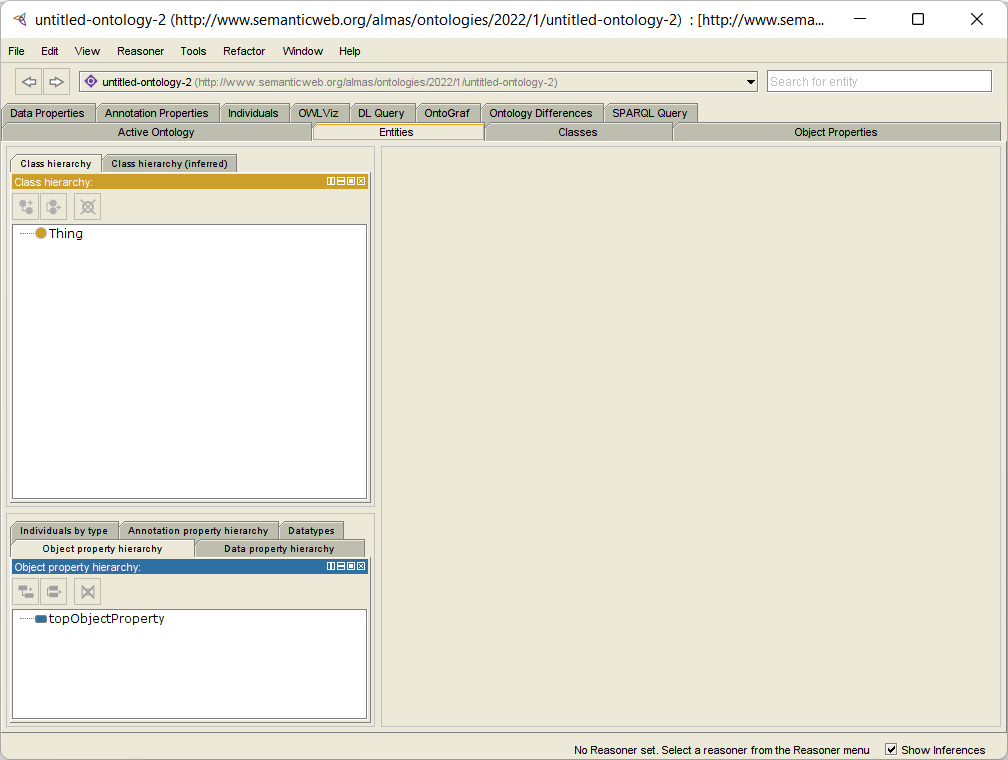 untitled-ontology-2 (http://www.semanticweb.org/almas/ontologies/2022/1/untitled-ontology-2) : [http://www.sema...
File Edit View Reasoner Tools Refactor Window Help
untitled-ontology-2 (http://www.semanticweb.org/almas/ontologies/2022/1/untitled-ontology-2) Search for entity
Data Properties Annotation Properties Individuals OWLViz DL Query OntoGraf Ontology Differences SPARQL Query
Active Ontology Entities Classes Object Properties
Class hierarchy Class hierarchy (inferred)
Class hierarchy:
Thing
Individuals by type Annotation property hierarchy Datatypes
Object property hierarchy Data property hierarchy
Object property hierarchy:
topObjectProperty
No Reasoner set. Select a reasoner from the Reasoner menu Show Inferences